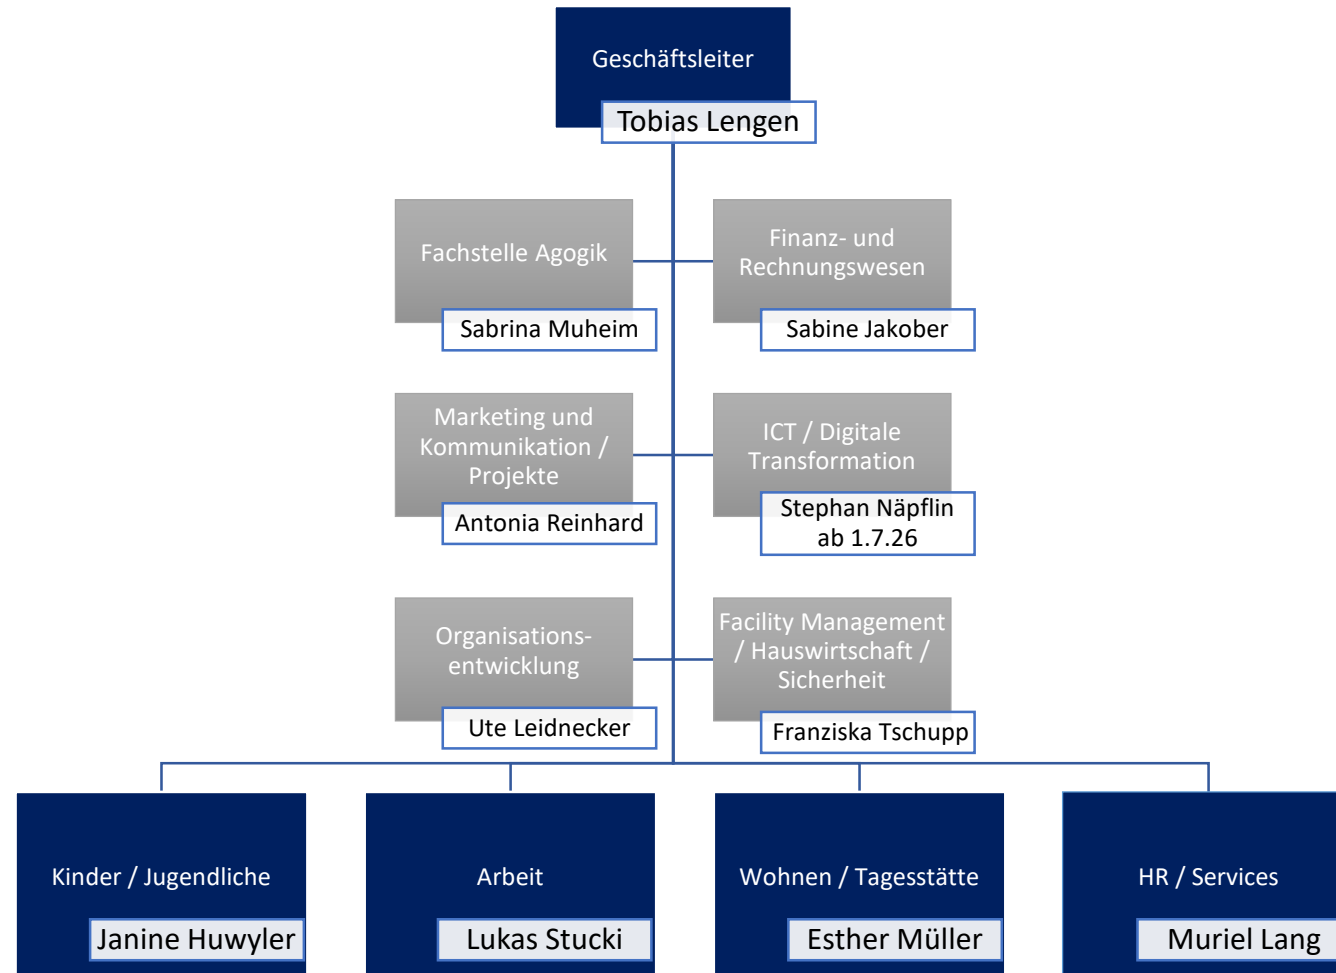 Geschäftsleiter
Tobias Lengen
Fachstelle Agogik
Sabrina Muheim
Finanz- und
Rechnungswesen
Sabine Jakober
Marketing und
Kommunikation /
Projekte
Antonia Reinhard
ICT / Digitale
Transformation
Stephan Näpflin
ab 1.7.26
Organisations-
entwicklung
Ute Leidnecker
Facility Management
/ Hauswirtschaft /
Sicherheit
Franziska Tschupp
Kinder / Jugendliche
Janine Huwyler
Arbeit
Lukas Stucki
Wohnen / Tagesstätte
Esther Müller
HR / Services
Muriel Lang